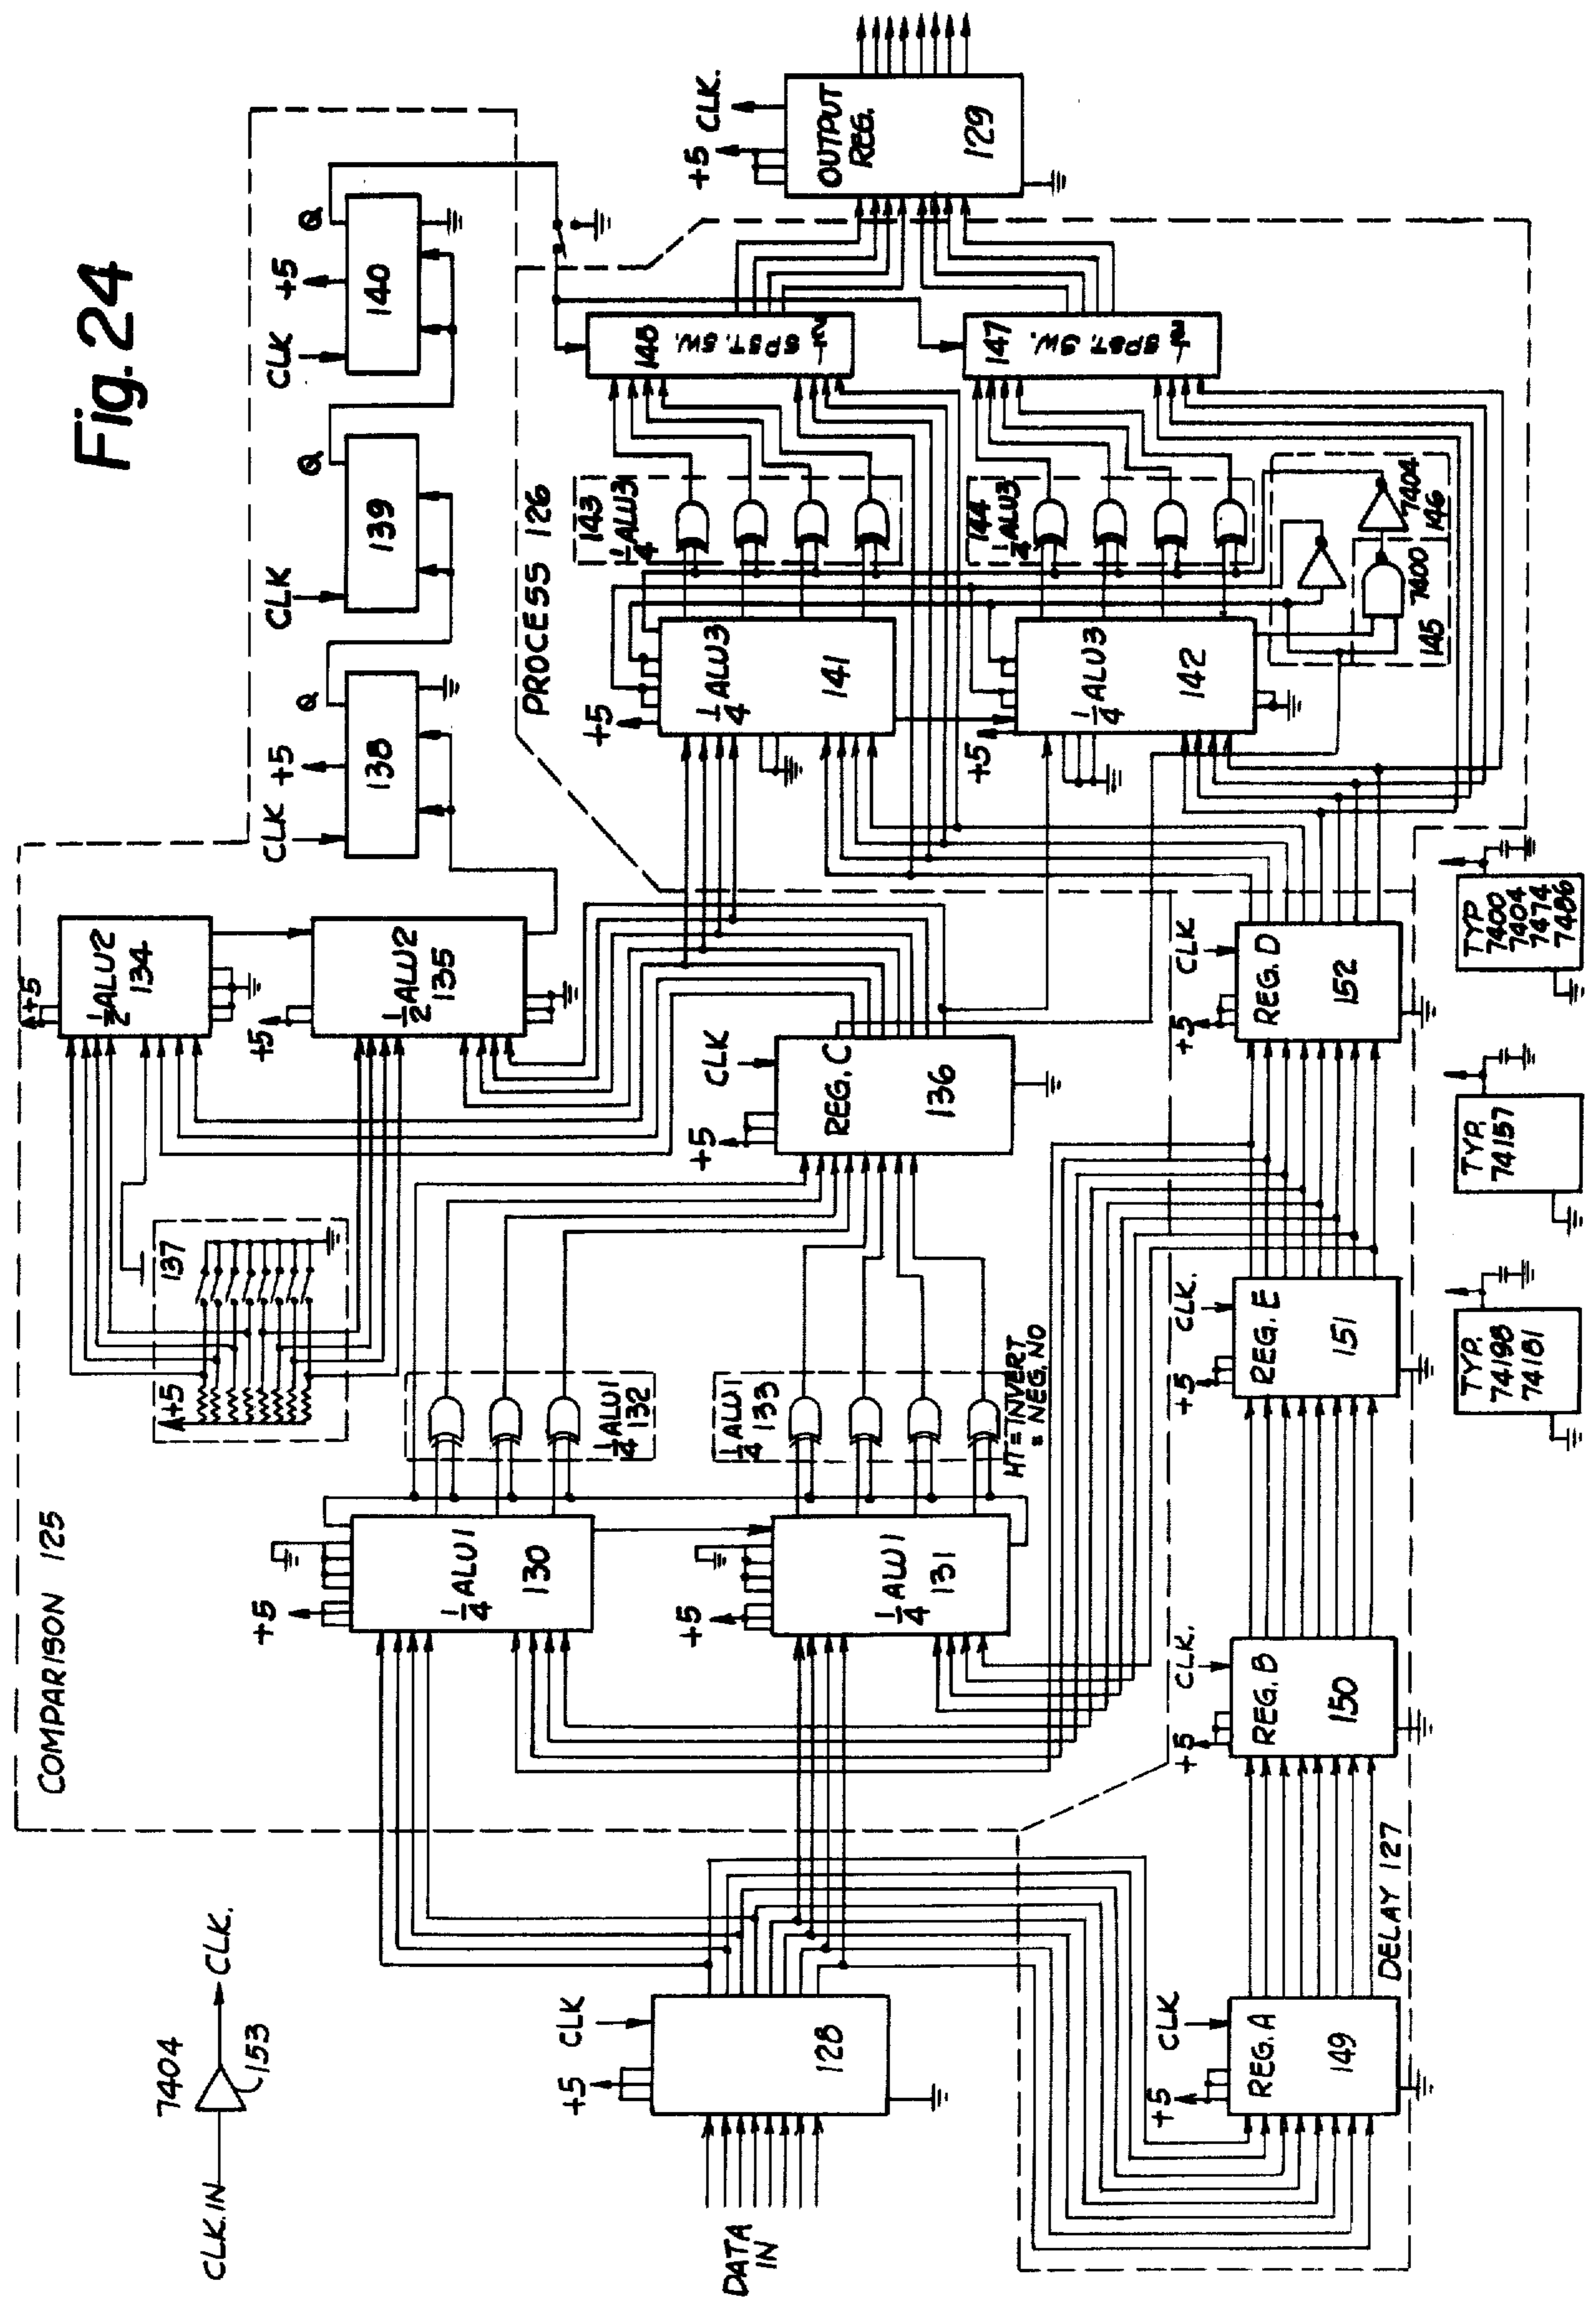 Fig. 24
COMPARISON 125
+5
1/2 ALU2
134
+5
1/2 ALU2
135
137
+5
CLK
+5
Q
138
CLK
Q
139
CLK
+5
Q
140
7404
CLK.IN
CLK.
153
+5
1/4 ALU1
130
1/4 ALU1
132
+5
1/4 ALU1
131
1/4 ALU1
133
HT = INVERT
= NEG. NO
CLK
+5
REG. C
136
PROCESS 126
+5
1/4 ALU3
141
143
1/4 ALU3
+5
1/4 ALU3
142
144
1/4 ALU3
145
7400
7404
146
148
SPST. SW.
1/2
147
SPST. SW.
1/2
+5
CLK.
OUTPUT
REG.
129
DATA
IN
CLK
+5
128
DELAY 127
CLK
+5
REG. A
149
CLK.
+5
REG. B
150
CLK.
+5
REG. E
151
CLK
+5
REG. D
152
TYP.
74198
74181
TYP.
74157
TYP
7400
7404
7474
7486